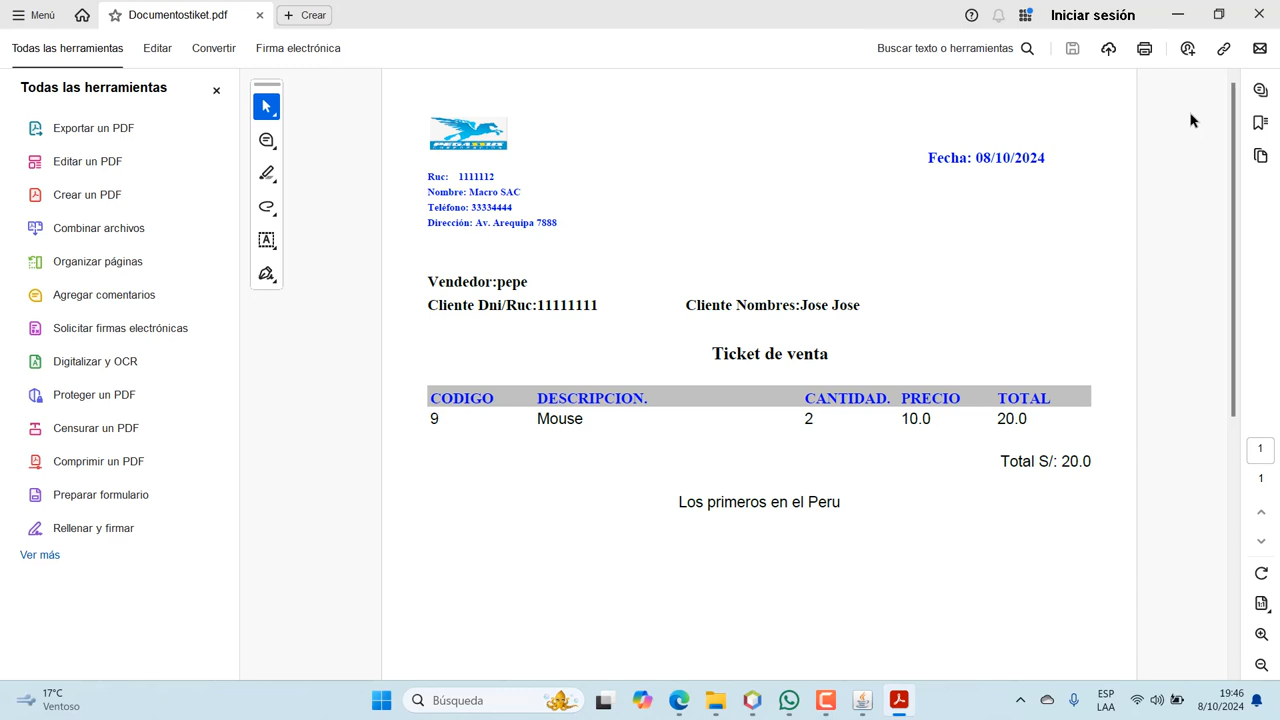 Menú
Documentostiket.pdf
Crear
Iniciar sesión
Todas las herramientas
Editar
Convertir
Firma electrónica
Buscar texto o herramientas
Todas las herramientas
Exportar un PDF
Editar un PDF
Crear un PDF
Combinar archivos
Organizar páginas
Agregar comentarios
Solicitar firmas electrónicas
Digitalizar y OCR
Proteger un PDF
Censurar un PDF
Comprimir un PDF
Preparar formulario
Rellenar y firmar
Ver más
Fecha: 08/10/2024
Ruc: 1111112
Nombre: Macro SAC
Teléfono: 33334444
Dirección: Av. Arequipa 7888
Vendedor:pepe
Cliente Dni/Ruc:11111111 Cliente Nombres:Jose Jose
Ticket de venta
CODIGO DESCRIPCION. CANTIDAD. PRECIO TOTAL
9 Mouse 2 10.0 20.0
Total S/: 20.0
Los primeros en el Peru
1
1
17°C
Ventoso
Búsqueda
ESP
LAA
19:46
8/10/2024